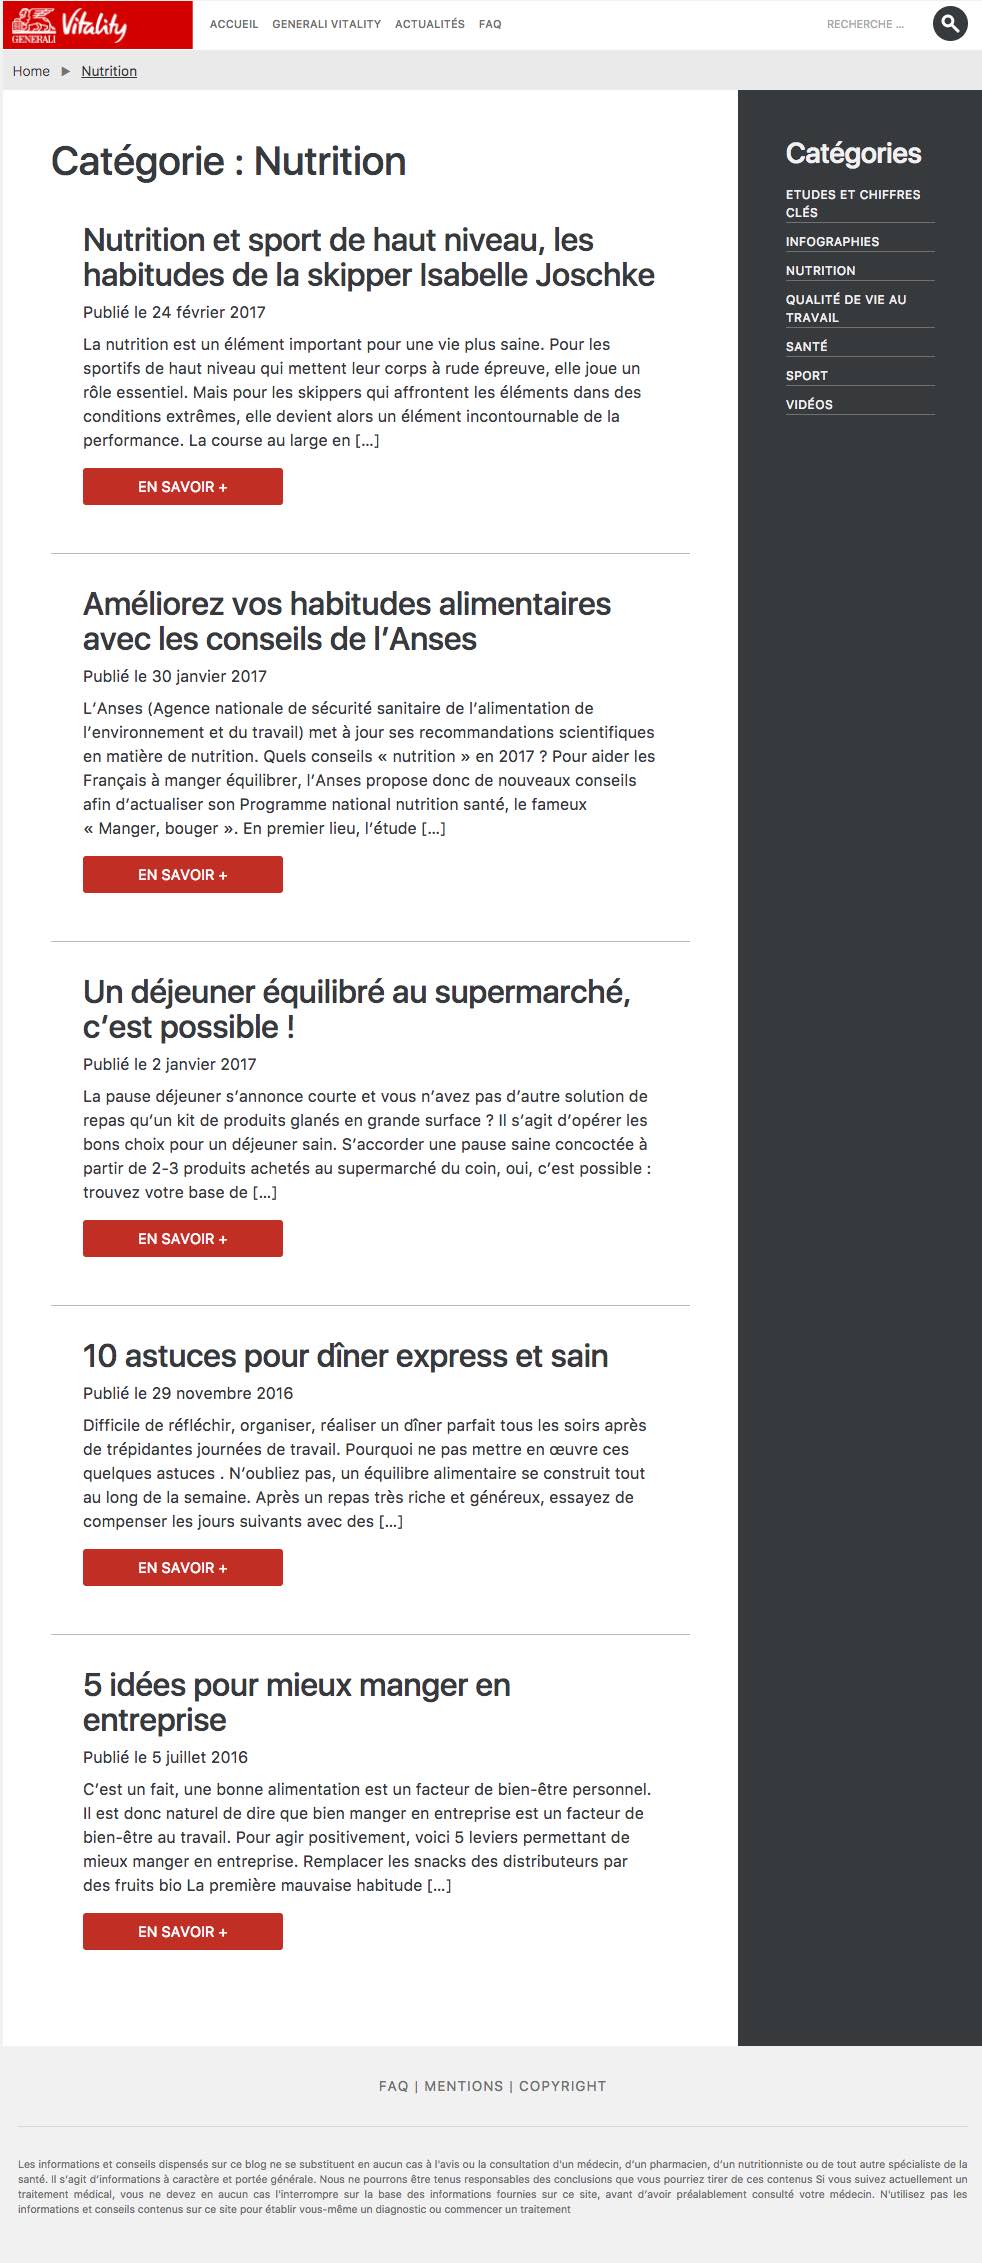 GENERALI Vitality
ACCUEIL GENERALI VITALITY ACTUALITÉS FAQ RECHERCHE ...
Home ▶ Nutrition
Catégorie : Nutrition
Nutrition et sport de haut niveau, les
habitudes de la skipper Isabelle Joschke
Publié le 24 février 2017
La nutrition est un élément important pour une vie plus saine. Pour les
sportifs de haut niveau qui mettent leur corps à rude épreuve, elle joue un
rôle essentiel. Mais pour les skippers qui affrontent les éléments dans des
conditions extrêmes, elle devient alors un élément incontournable de la
performance. La course au large en [...]
EN SAVOIR +
Améliorez vos habitudes alimentaires
avec les conseils de l’Anses
Publié le 30 janvier 2017
L’Anses (Agence nationale de sécurité sanitaire de l’alimentation de
l’environnement et du travail) met à jour ses recommandations scientifiques
en matière de nutrition. Quels conseils « nutrition » en 2017 ? Pour aider les
Français à manger équilibrer, l’Anses propose donc de nouveaux conseils
afin d’actualiser son Programme national nutrition santé, le fameux
« Manger, bouger ». En premier lieu, l’étude [...]
EN SAVOIR +
Un déjeuner équilibré au supermarché,
c’est possible !
Publié le 2 janvier 2017
La pause déjeuner s’annonce courte et vous n’avez pas d’autre solution de
repas qu’un kit de produits glanés en grande surface ? Il s’agit d’opérer les
bons choix pour un déjeuner sain. S’accorder une pause saine concoctée à
partir de 2-3 produits achetés au supermarché du coin, oui, c’est possible :
trouvez votre base de [...]
EN SAVOIR +
10 astuces pour dîner express et sain
Publié le 29 novembre 2016
Difficile de réfléchir, organiser, réaliser un dîner parfait tous les soirs après
de trépidantes journées de travail. Pourquoi ne pas mettre en œuvre ces
quelques astuces . N’oubliez pas, un équilibre alimentaire se construit tout
au long de la semaine. Après un repas très riche et généreux, essayez de
compenser les jours suivants avec des [...]
EN SAVOIR +
5 idées pour mieux manger en
entreprise
Publié le 5 juillet 2016
C’est un fait, une bonne alimentation est un facteur de bien-être personnel.
Il est donc naturel de dire que bien manger en entreprise est un facteur de
bien-être au travail. Pour agir positivement, voici 5 leviers permettant de
mieux manger en entreprise. Remplacer les snacks des distributeurs par
des fruits bio La première mauvaise habitude [...]
EN SAVOIR +
Catégories
ETUDES ET CHIFFRES
CLÉS
INFOGRAPHIES
NUTRITION
QUALITÉ DE VIE AU
TRAVAIL
SANTÉ
SPORT
VIDÉOS
FAQ | MENTIONS | COPYRIGHT
Les informations et conseils dispensés sur ce blog ne se substituent en aucun cas à l'avis ou la consultation d'un médecin, d'un pharmacien, d'un nutritionniste ou de tout autre spécialiste de la
santé. Il s'agit d'informations à caractère et portée générale. Nous ne pourrons être tenus responsables des conclusions que vous pourriez tirer de ces contenus Si vous suivez actuellement un
traitement médical, vous ne devez en aucun cas l'interrompre sur la base des informations fournies sur ce site, avant d'avoir préalablement consulté votre médecin. N'utilisez pas les
informations et conseils contenus sur ce site pour établir vous-même un diagnostic ou commencer un traitement